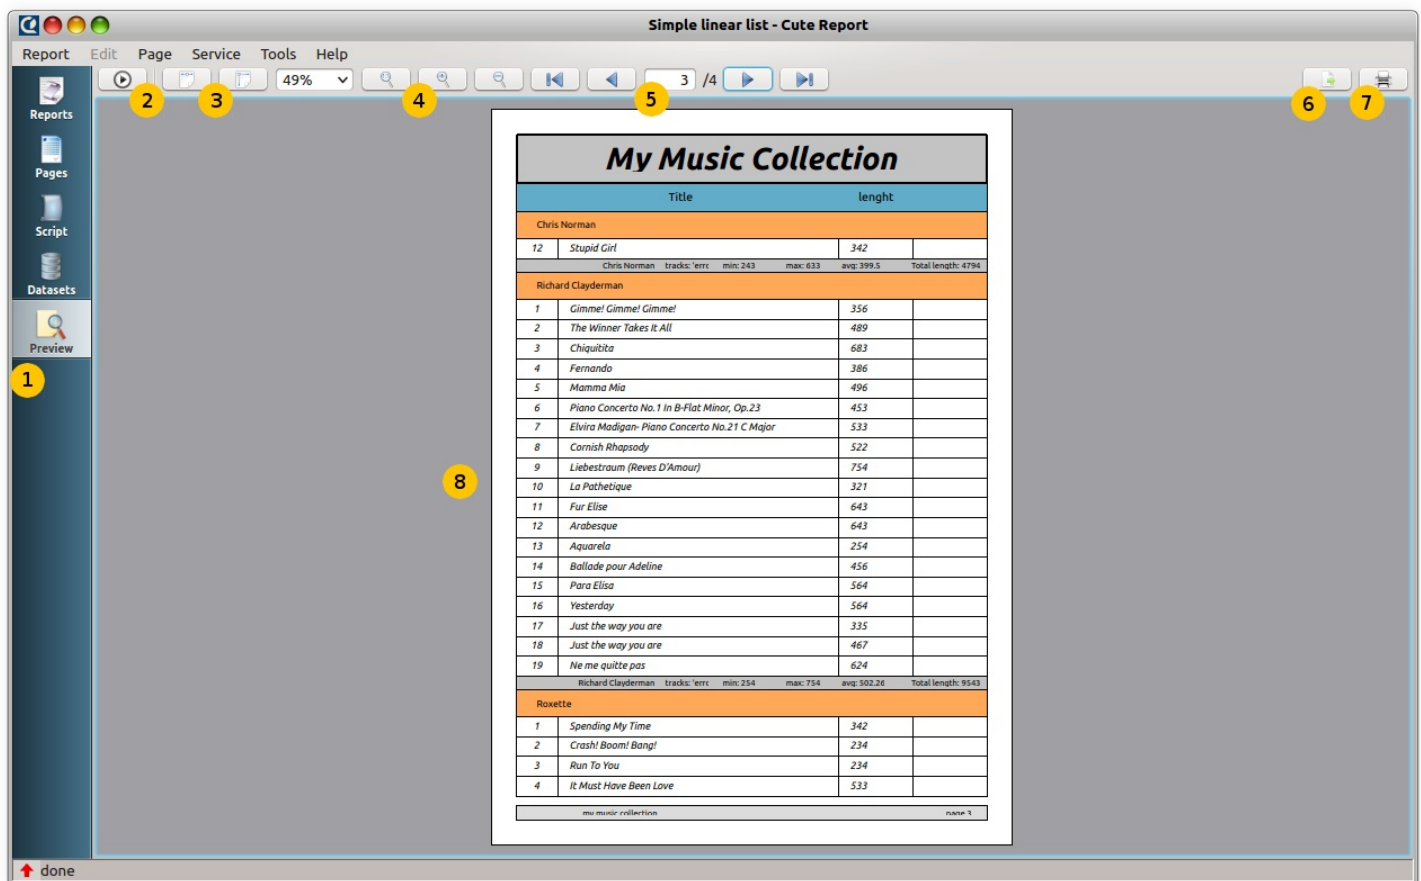 Simple linear list - Cute Report
Report Edit Page Service Tools Help
49% 3 /4
2 3 4 5 6 7
Reports
Pages
Script
Datasets
Preview
1
8
My Music Collection
Title lenght
Chris Norman
12 Stupid Girl 342
Chris Norman tracks: 'errc min: 243 max: 633 avg: 399.5 Total length: 4794
Richard Clayderman
1 Gimme! Gimme! Gimme! 356
2 The Winner Takes It All 489
3 Chiquitita 683
4 Fernando 386
5 Mamma Mia 496
6 Piano Concerto No.1 In B-Flat Minor, Op.23 453
7 Elvira Madigan- Piano Concerto No.21 C Major 533
8 Cornish Rhapsody 522
9 Liebestraum (Reves D'Amour) 754
10 La Pathetique 321
11 Fur Elise 643
12 Arabesque 643
13 Aquarela 254
14 Ballade pour Adeline 456
15 Para Elisa 564
16 Yesterday 564
17 Just the way you are 335
18 Just the way you are 467
19 Ne me quitte pas 624
Richard Clayderman tracks: 'errc min: 254 max: 754 avg: 502.26 Total length: 9543
Roxette
1 Spending My Time 342
2 Crash! Boom! Bang! 234
3 Run To You 234
4 It Must Have Been Love 533
my music collection page 3
done